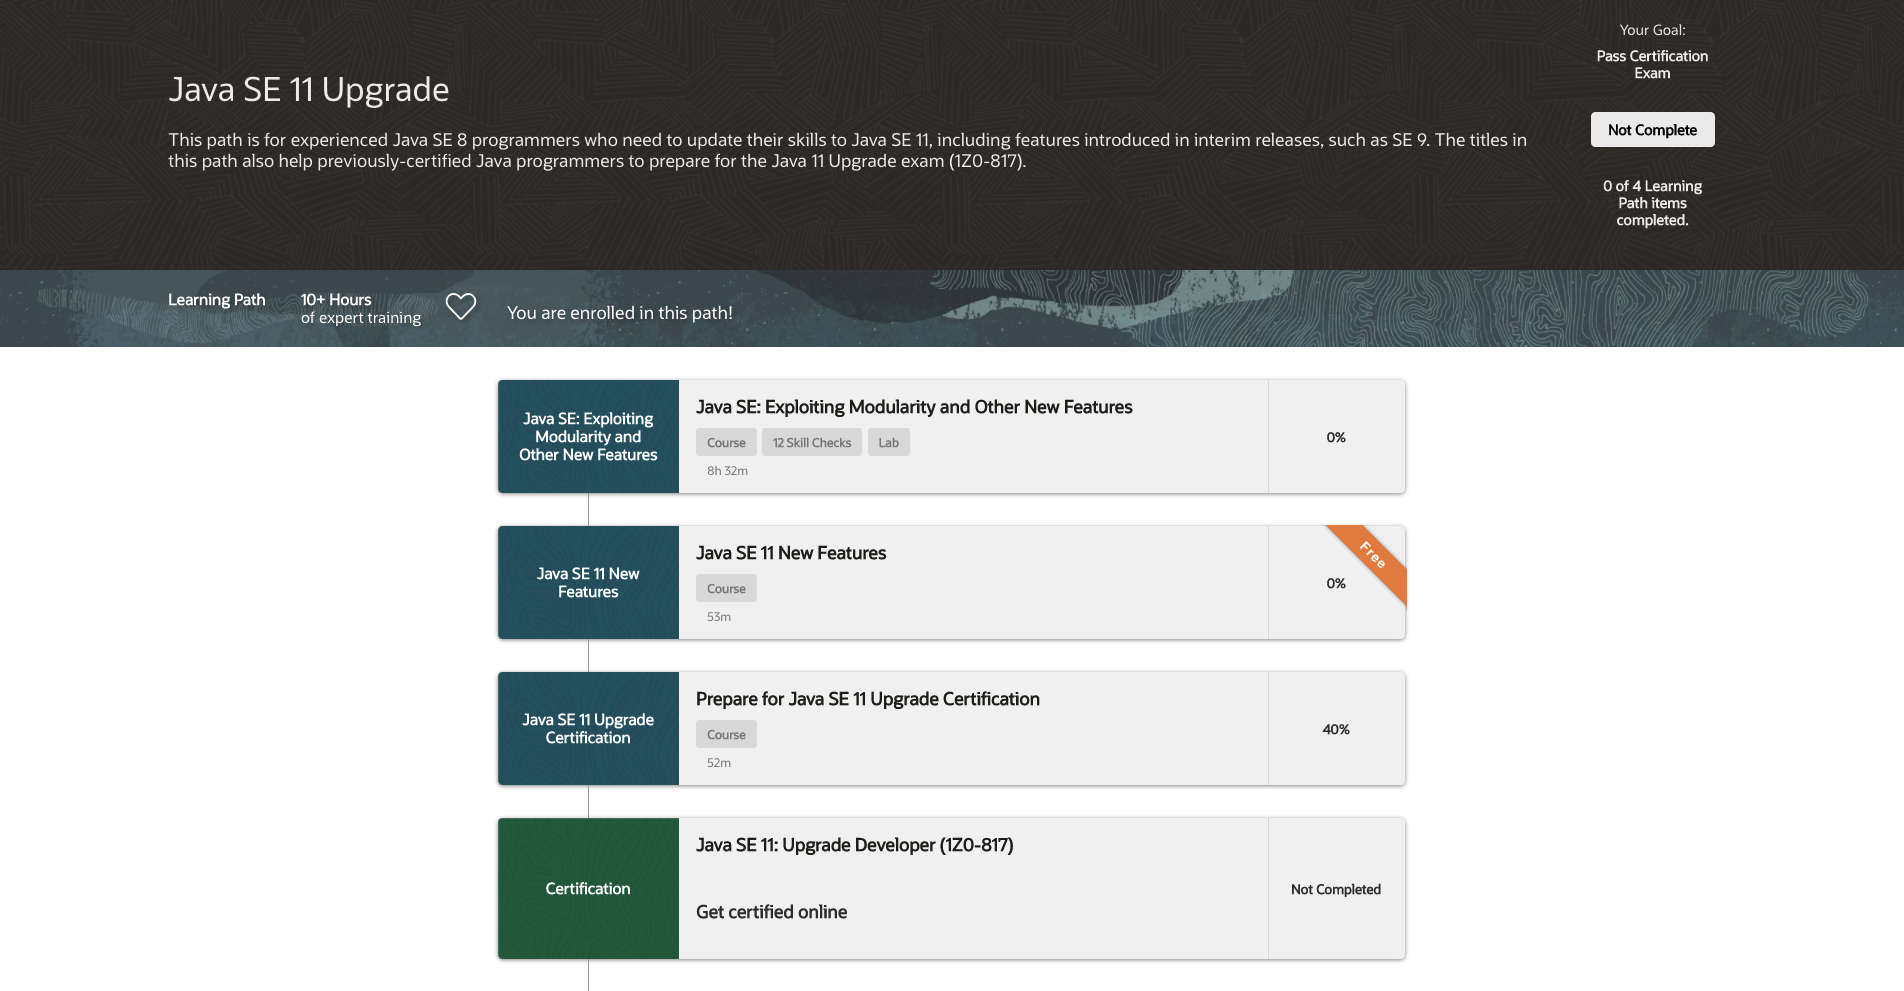 Java SE 11 Upgrade
This path is for experienced Java SE 8 programmers who need to update their skills to Java SE 11, including features introduced in interim releases, such as SE 9. The titles in
this path also help previously-certified Java programmers to prepare for the Java 11 Upgrade exam (1Z0-817).
Your Goal:
Pass Certification
Exam
Not Complete
0 of 4 Learning
Path items
completed.
Learning Path
10+ Hours
of expert training
You are enrolled in this path!
Java SE: Exploiting
Modularity and
Other New Features
Java SE: Exploiting Modularity and Other New Features
Course 12 Skill Checks Lab
8h 32m
0%
Java SE 11 New
Features
Java SE 11 New Features
Course
53m
0%
Free
Java SE 11 Upgrade
Certification
Prepare for Java SE 11 Upgrade Certification
Course
52m
40%
Certification
Java SE 11: Upgrade Developer (1Z0-817)
Get certified online
Not Completed